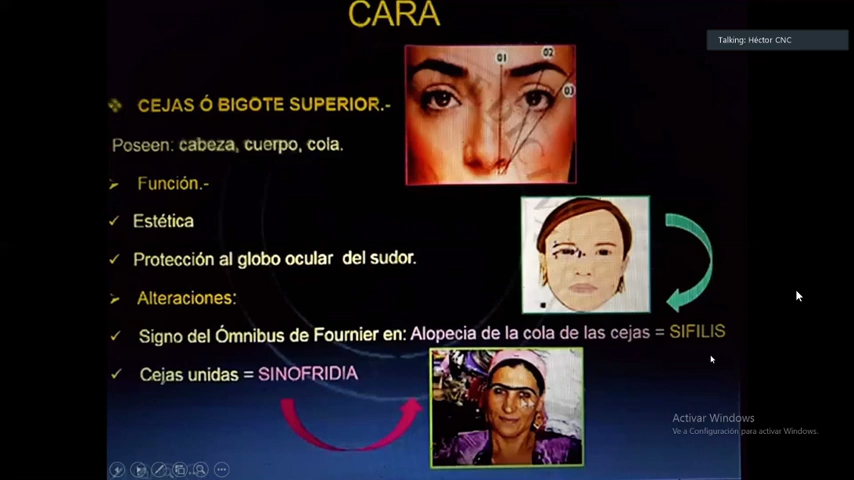 CARA
Talking: Héctor CNC
01
02
03
CEJAS Ó BIGOTE SUPERIOR.-
Poseen: cabeza, cuerpo, cola.
Función.-
Estética
Protección al globo ocular del sudor.
Alteraciones:
Signo del Ómnibus de Fournier en: Alopecia de la cola de las cejas = SIFILIS
Cejas unidas = SINOFRIDIA
Activar Windows
Ve a Configuración para activar Windows.